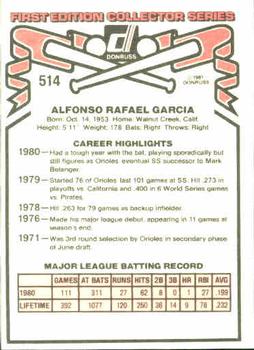 FIRST EDITION COLLECTOR SERIES
DONRUSS
514
© 1981
DONRUSS
ALFONSO RAFAEL GARCIA
Born: Oct. 14, 1953 Home: Walnut Creek, Calif.
Height: 5'11" Weight: 178 Bats: Right Throws: Right
CAREER HIGHLIGHTS
1980— Had a tough year with the bat, playing sporadically but
still figures as Orioles eventual SS successor to Mark
Belanger.
1979— Started 76 of Orioles last 101 games at SS. Hit .273 in
playoffs vs. California and .400 in 6 World Series games
vs. Pirates.
1978— Hit .263 for 79 games as backup infielder.
1976— Made his major league debut, appearing in 11 games at
season's end.
1971— Was 3rd round selection by Orioles in secondary phase
of June draft.
MAJOR LEAGUE BATTING RECORD
GAMES AT BATS RUNS HITS 2B 3B HR RBI AVG
1980 111 311 27 62 8 0 1 27 .199
LIFETIME 392 1077 120 250 36 14 9 76 .232